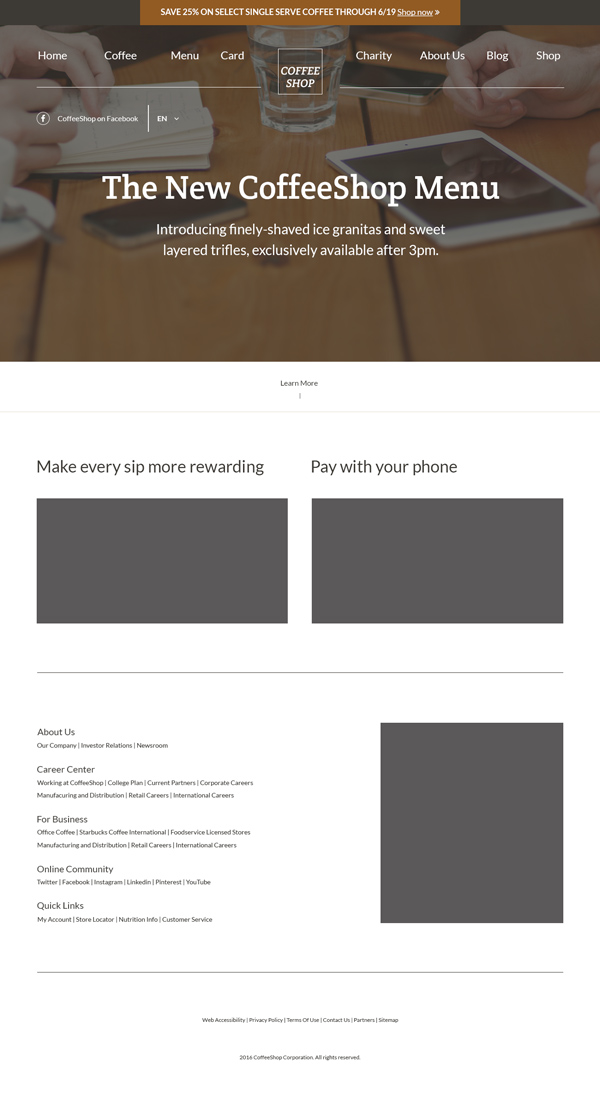 SAVE 25% ON SELECT SINGLE SERVE COFFEE THROUGH 6/19 Shop now »
Home Coffee Menu Card COFFEE SHOP Charity About Us Blog Shop
CoffeeShop on Facebook | EN
The New CoffeeShop Menu
Introducing finely-shaved ice granitas and sweet
layered trifles, exclusively available after 3pm.
Learn More
|
Make every sip more rewarding
Pay with your phone
About Us
Our Company | Investor Relations | Newsroom
Career Center
Working at CoffeeShop | College Plan | Current Partners | Corporate Careers
Manufacuring and Distribution | Retail Careers | International Careers
For Business
Office Coffee | Starbucks Coffee International | Foodservice Licensed Stores
Manufacturing and Distribution | Retail Careers | International Careers
Online Community
Twitter | Facebook | Instagram | Linkedin | Pinterest | YouTube
Quick Links
My Account | Store Locator | Nutrition Info | Customer Service
Web Accessibility | Privacy Policy | Terms Of Use | Contact Us | Partners | Sitemap
2016 CoffeeShop Corporation. All rights reserved.